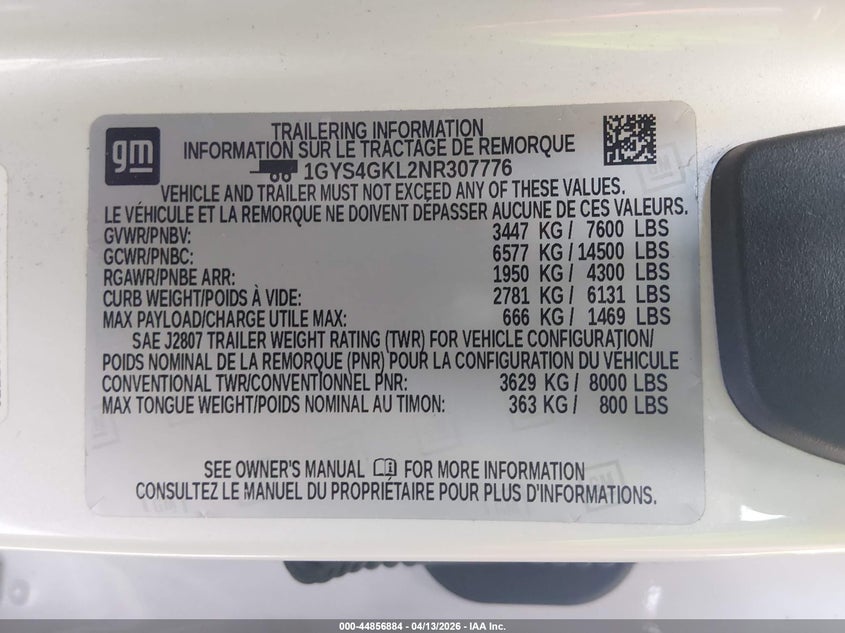 gm
TRAILERING INFORMATION
INFORMATION SUR LE TRACTAGE DE REMORQUE
1GYS4GKL2NR307776
VEHICLE AND TRAILER MUST NOT EXCEED ANY OF THESE VALUES.
LE VÉHICULE ET LA REMORQUE NE DOIVENT DÉPASSER AUCUNE DE CES VALEURS.
GVWR/PNBV: 3447 KG / 7600 LBS
GCWR/PNBC: 6577 KG / 14500 LBS
RGAWR/PNBE ARR: 1950 KG / 4300 LBS
CURB WEIGHT/POIDS À VIDE: 2781 KG / 6131 LBS
MAX PAYLOAD/CHARGE UTILE MAX: 666 KG / 1469 LBS
SAE J2807 TRAILER WEIGHT RATING (TWR) FOR VEHICLE CONFIGURATION/
POIDS NOMINAL DE LA REMORQUE (PNR) POUR LA CONFIGURATION DU VÉHICULE
CONVENTIONAL TWR/CONVENTIONNEL PNR: 3629 KG / 8000 LBS
MAX TONGUE WEIGHT/POIDS NOMINAL AU TIMON: 363 KG / 800 LBS
SEE OWNER'S MANUAL FOR MORE INFORMATION
CONSULTEZ LE MANUEL DU PROPRIÉTAIRE POUR PLUS D'INFORMATIONS.
000-44856884 - 04/13/2026 - IAA Inc.